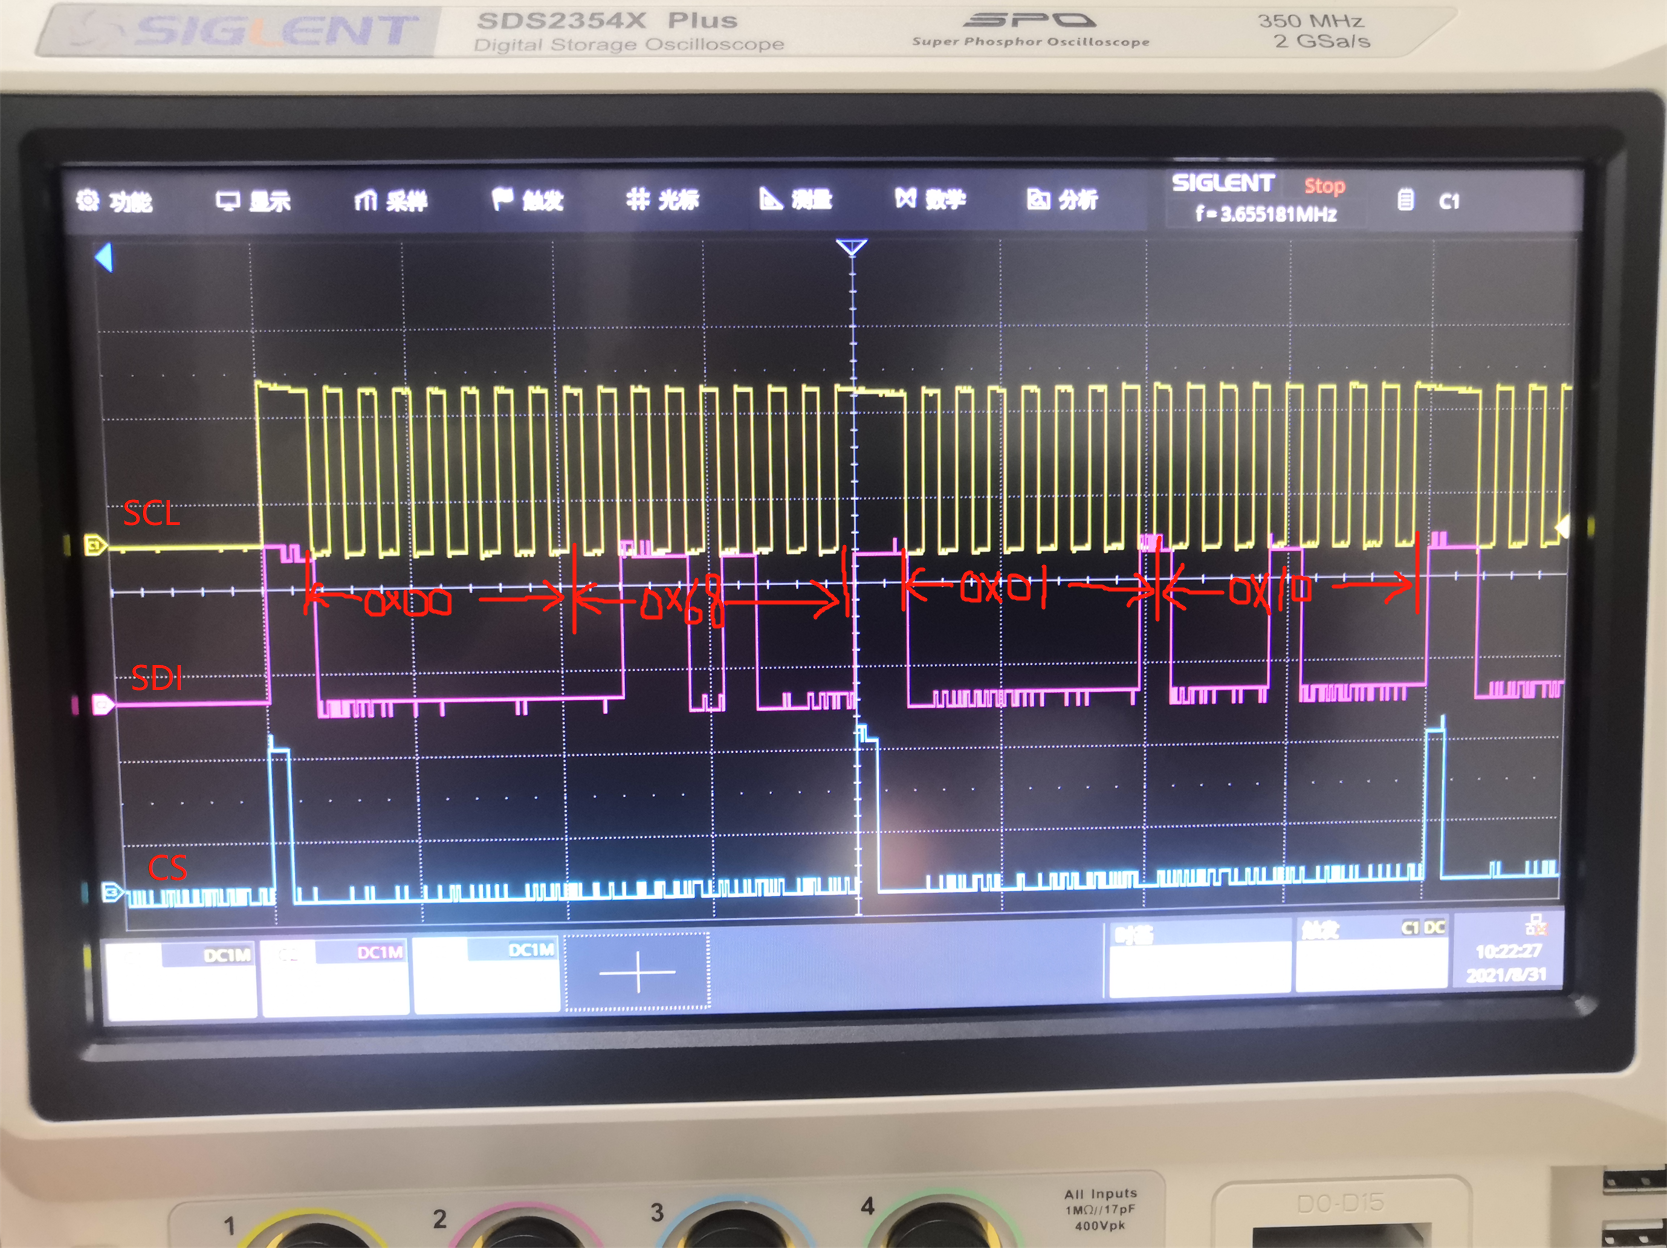 SIGLENT
SDS2354X Plus
Digital Storage Oscilloscope
SPO
Super Phosphor Oscilloscope
350 MHz
2 GSa/s
功能
显示
采样
触发
光标
测量
数学
分析
SIGLENT
Stop
f = 3.655181MHz
C1
SCL
0x00
0x68
0x01
0x10
SDI
CS
DC1M
DC1M
DC1M
触发
C1 DC
10:22:27
2021/8/31
1
2
3
4
All Inputs
1MΩ//17pF
400Vpk
D0-D15